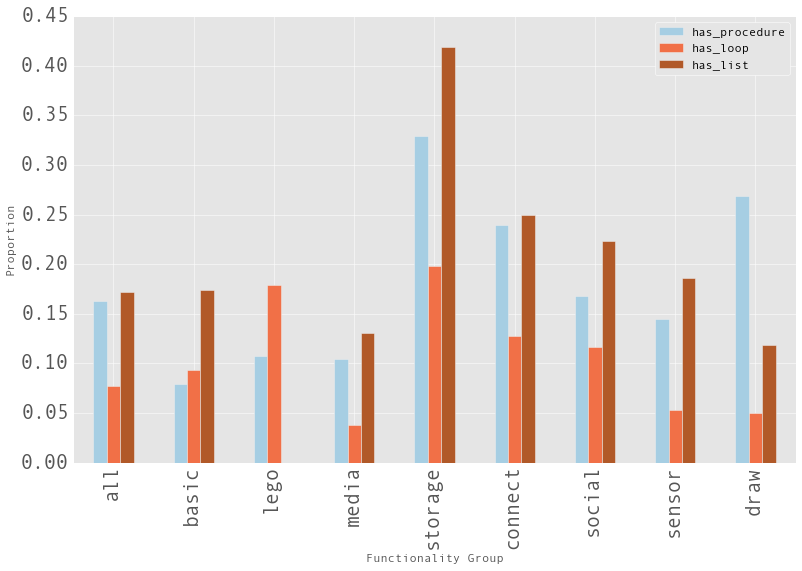 0.45
0.40
0.35
0.30
0.25
0.20
0.15
0.10
0.05
0.00
Proportion
has_procedure
has_loop
has_list
all
basic
lego
media
storage
connect
social
sensor
draw
Functionality Group